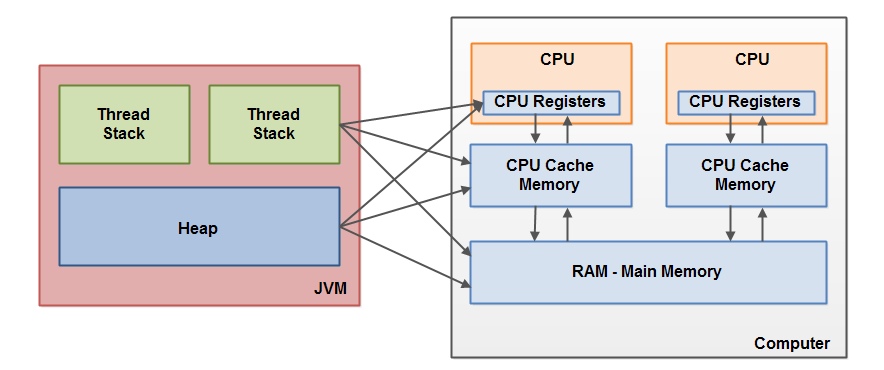 CPU
CPU
CPU Registers
CPU Registers
Thread
Stack
Thread
Stack
CPU Cache
Memory
CPU Cache
Memory
Heap
RAM - Main Memory
JVM
Computer